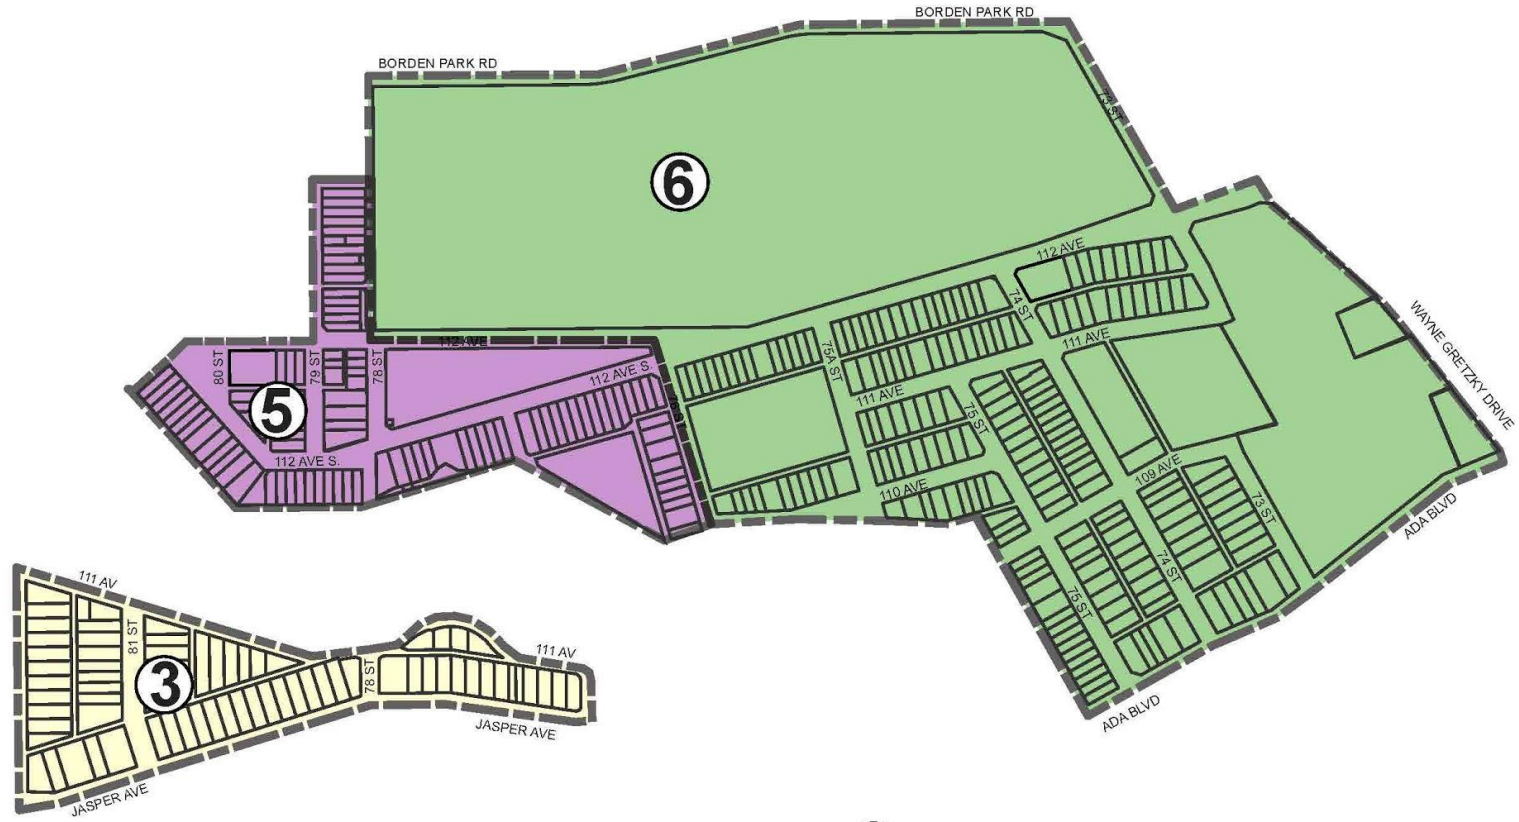 BORDEN PARK RD
BORDEN PARK RD
73 ST
6
112 AVE
74 ST
WAYNE GRETZKY DRIVE
111 AVE
112 AVE
75A ST
80 ST
79 ST
78 ST
112 AVE S.
111 AVE
5
76 ST
75 ST
112 AVE S.
109 AVE
110 AVE
73 ST
ADA BLVD
74 ST
75 ST
111 AV
81 ST
3
78 ST
111 AV
ADA BLVD
JASPER AVE
JASPER AVE